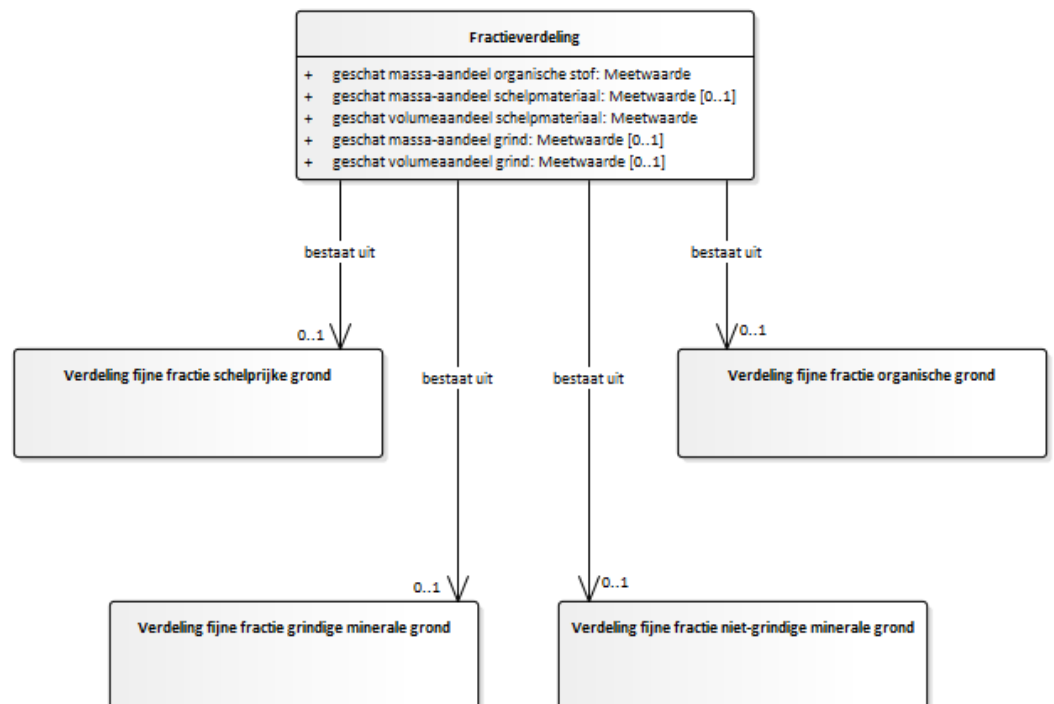 Fractieverdeling
+ geschat massa-aandeel organische stof: Meetwaarde
+ geschat massa-aandeel schelpmateriaal: Meetwaarde [0..1]
+ geschat volumeaandeel schelpmateriaal: Meetwaarde
+ geschat massa-aandeel grind: Meetwaarde [0..1]
+ geschat volumeaandeel grind: Meetwaarde [0..1]
bestaat uit
bestaat uit
0..1
0..1
Verdeling fijne fractie schelprijke grond
bestaat uit
bestaat uit
Verdeling fijne fractie organische grond
0..1
0..1
Verdeling fijne fractie grindige minerale grond
Verdeling fijne fractie niet-grindige minerale grond